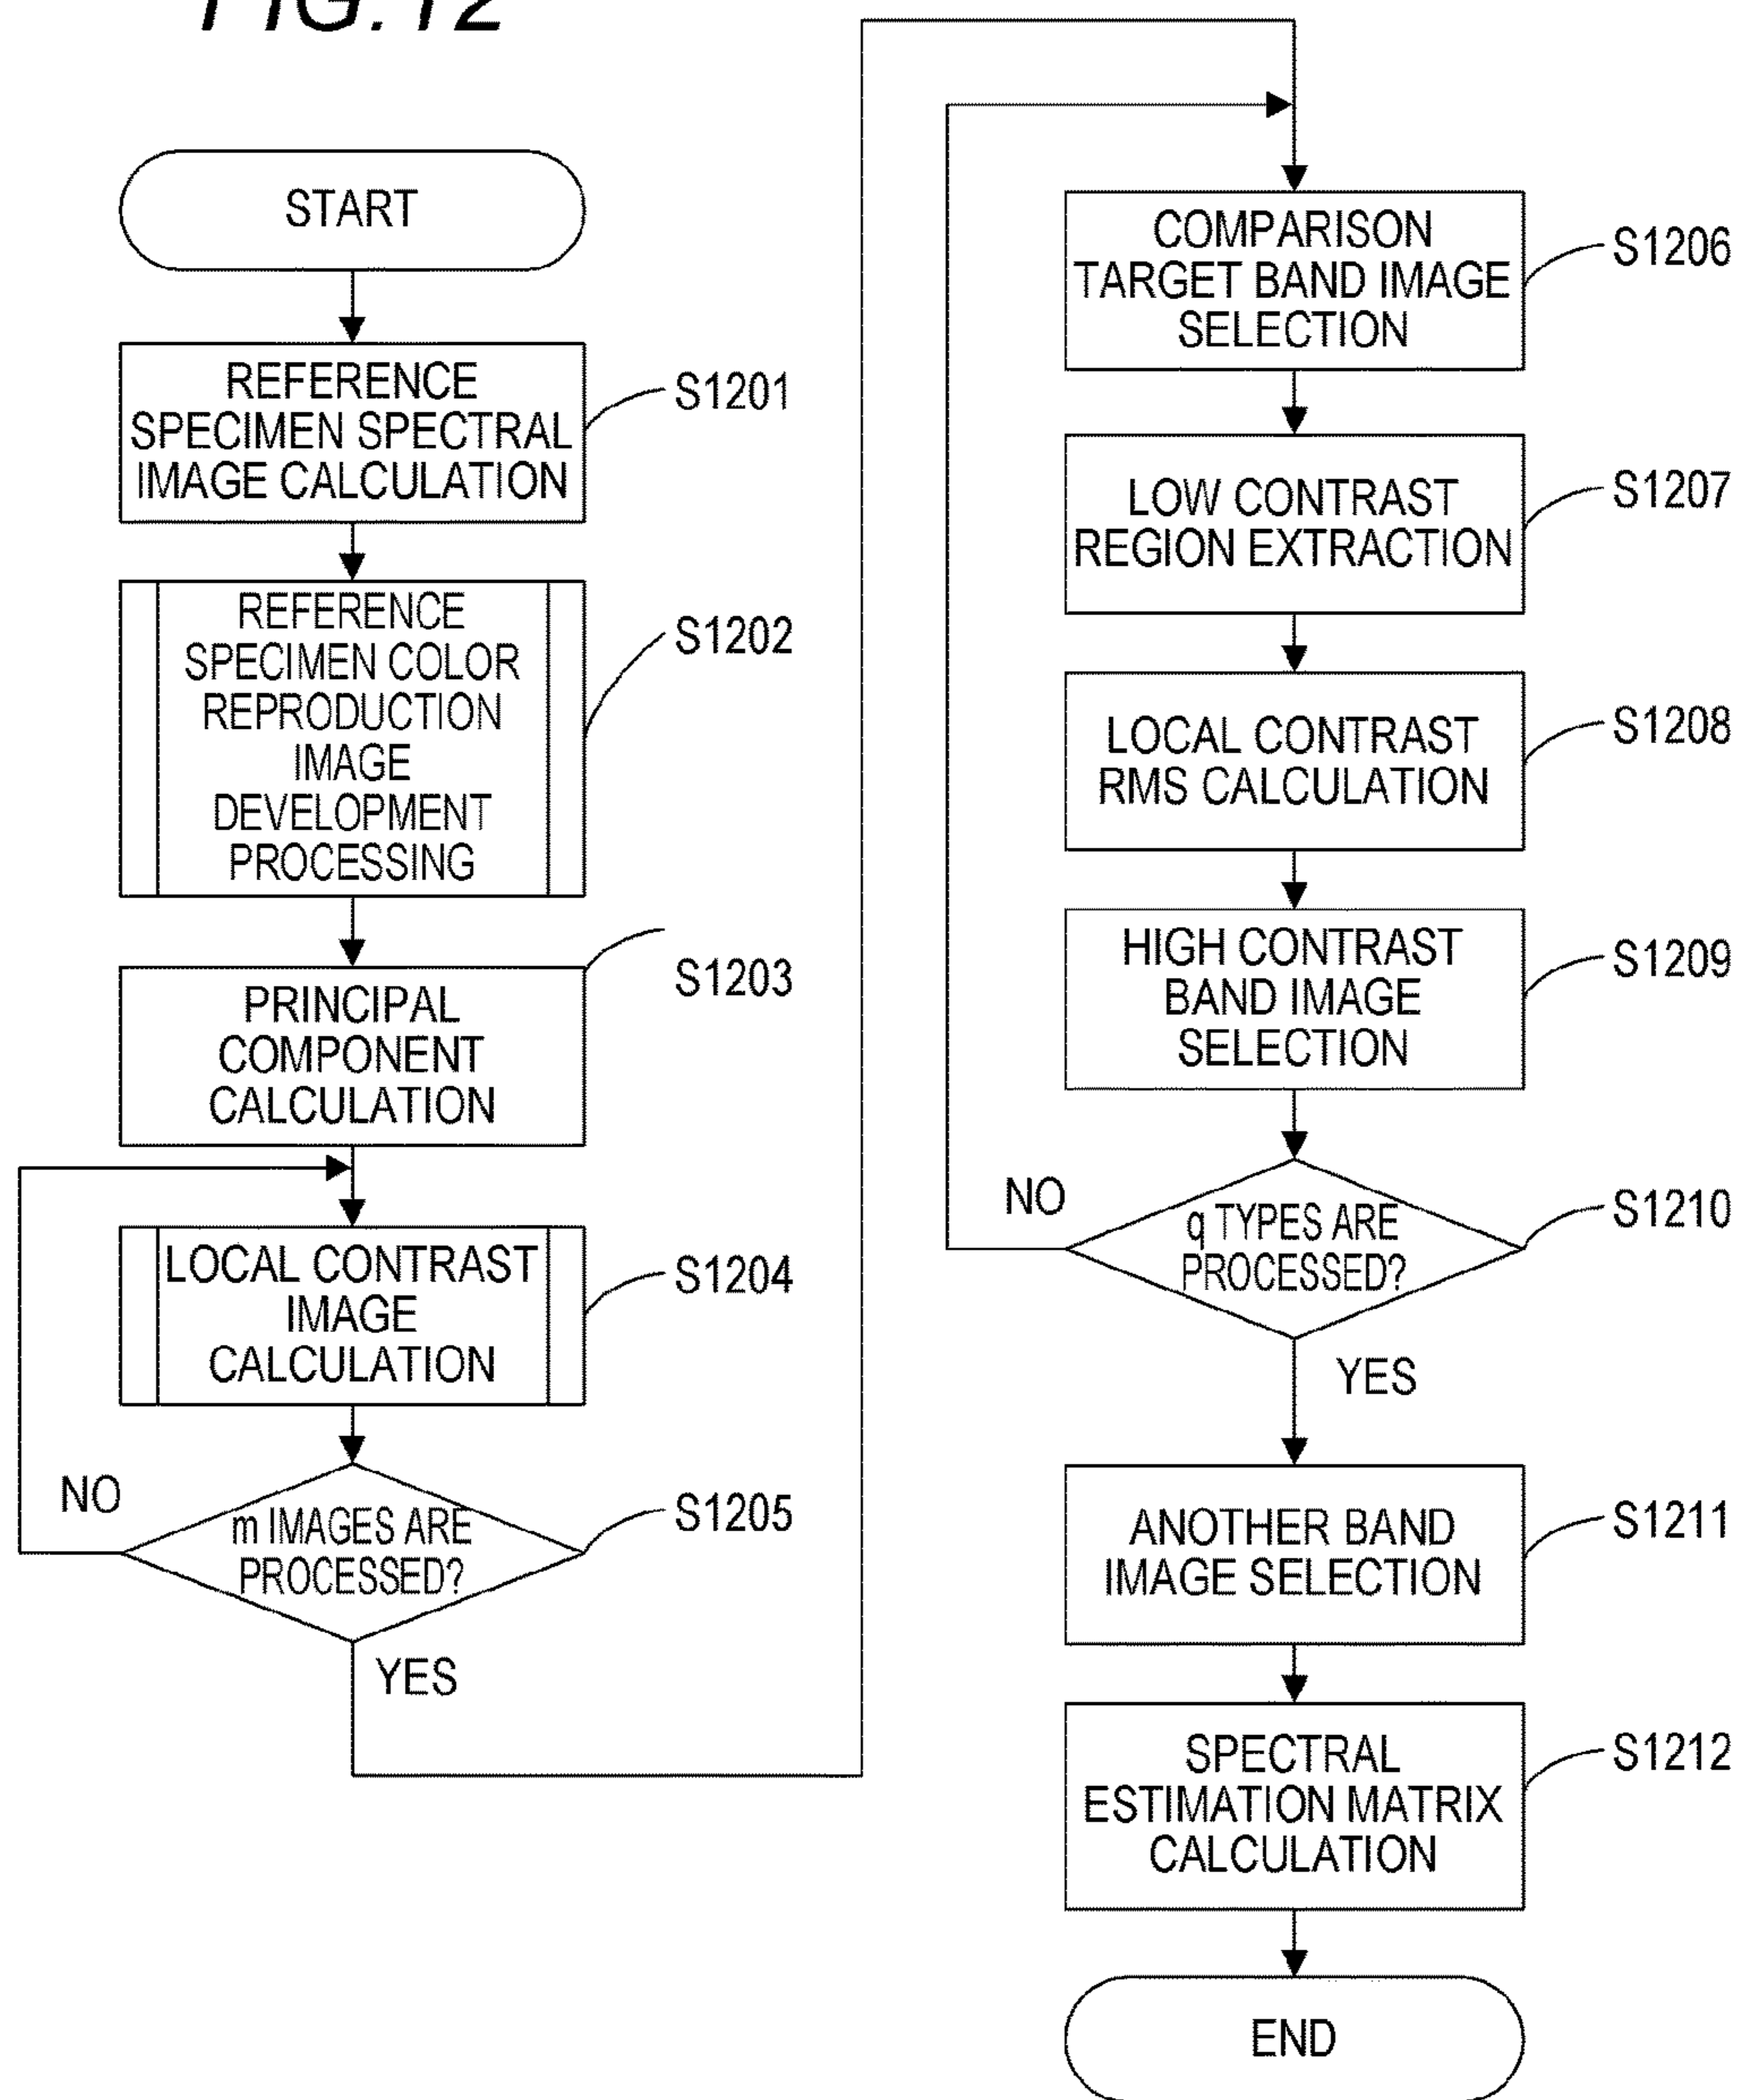 FIG. 12
START
REFERENCE
SPECIMEN SPECTRAL
IMAGE CALCULATION
S1201
REFERENCE
SPECIMEN COLOR
REPRODUCTION
IMAGE
DEVELOPMENT
PROCESSING
S1202
PRINCIPAL
COMPONENT
CALCULATION
S1203
LOCAL CONTRAST
IMAGE
CALCULATION
S1204
NO
m IMAGES ARE
PROCESSED?
S1205
YES
COMPARISON
TARGET BAND IMAGE
SELECTION
S1206
LOW CONTRAST
REGION EXTRACTION
S1207
LOCAL CONTRAST
RMS CALCULATION
S1208
HIGH CONTRAST
BAND IMAGE
SELECTION
S1209
NO
q TYPES ARE
PROCESSED?
S1210
YES
ANOTHER BAND
IMAGE SELECTION
S1211
SPECTRAL
ESTIMATION MATRIX
CALCULATION
S1212
END